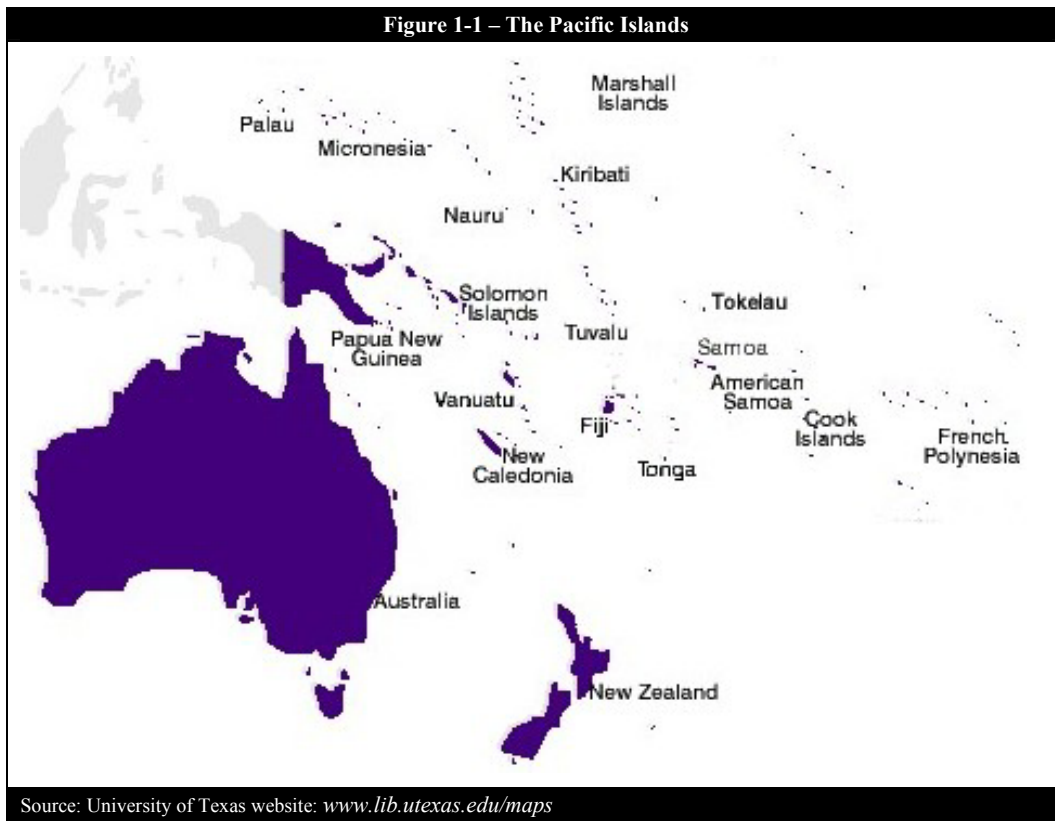 Figure 1-1 – The Pacific Islands
Marshall
Islands
Palau
Micronesia
Kiribati
Nauru
Solomon
Islands
Tokelau
Papua New
Guinea
Tuvalu
Samoa
American
Samoa
Vanuatu
Fiji
Cook
Islands
French
Polynesia
New
Caledonia
Tonga
Australia
New Zealand
Source: University of Texas website: www.lib.utexas.edu/maps